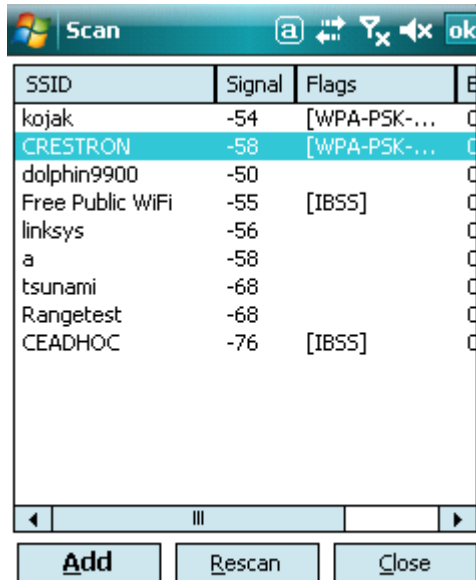 Scan a ok
SSID Signal Flags
kojak -54 [WPA-PSK-...
CRESTRON -58 [WPA-PSK-...
dolphin9900 -50
Free Public WiFi -55 [IBSS]
linksys -56
a -58
tsunami -68
Rangetest -68
CEADHOC -76 [IBSS]
Add Rescan Close